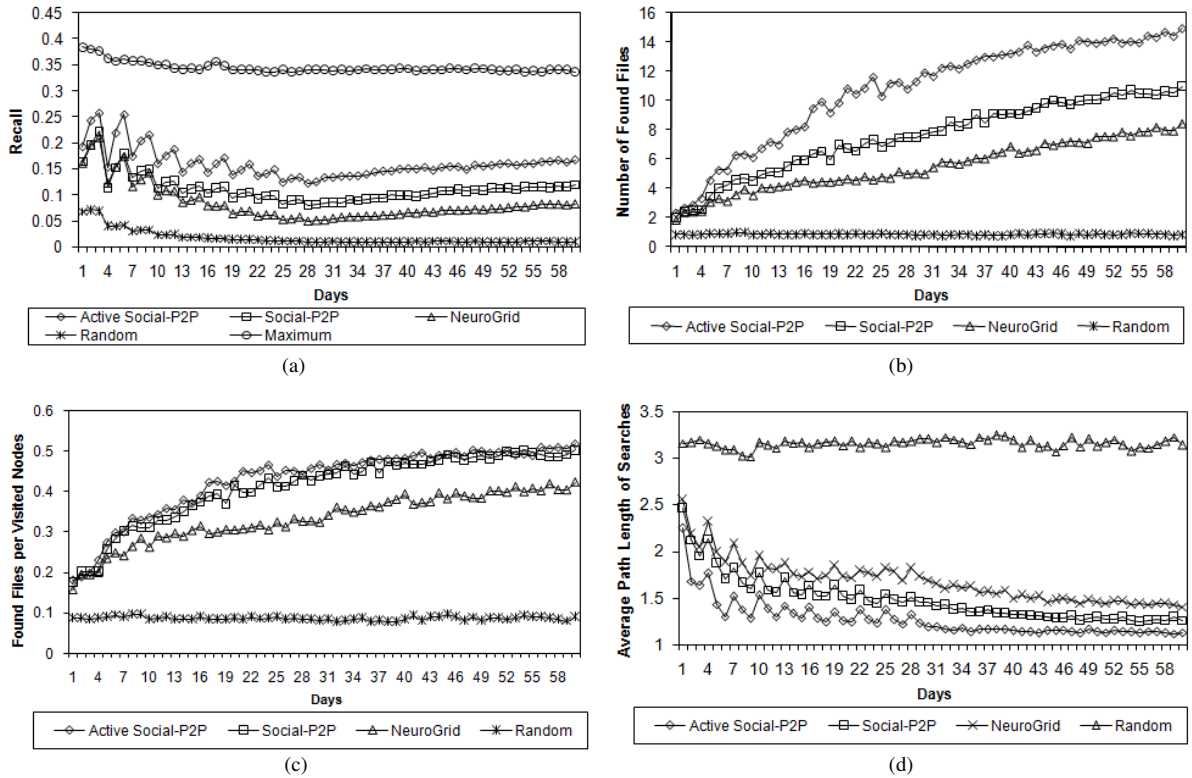 0.45
0.4
0.35
0.3
0.25
0.2
0.15
0.1
0.05
0
Recall
1 4 7 10 13 16 19 22 25 28 31 34 37 40 43 46 49 52 55 58
Days
Active Social-P2P Social-P2P NeuroGrid
Random Maximum
(a)
16
14
12
10
8
6
4
2
0
Number of Found Files
1 4 7 10 13 16 19 22 25 28 31 34 37 40 43 46 49 52 55 58
Days
Active Social-P2P Social-P2P NeuroGrid Random
(b)
0.6
0.5
0.4
0.3
0.2
0.1
0
Found Files per Visited Nodes
1 4 7 10 13 16 19 22 25 28 31 34 37 40 43 46 49 52 55 58
Days
Active Social-P2P Social-P2P NeuroGrid Random
(c)
3.5
3
2.5
2
1.5
1
Average Path Length of Searches
1 4 7 10 13 16 19 22 25 28 31 34 37 40 43 46 49 52 55 58
Days
Active Social-P2P Social-P2P NeuroGrid Random
(d)